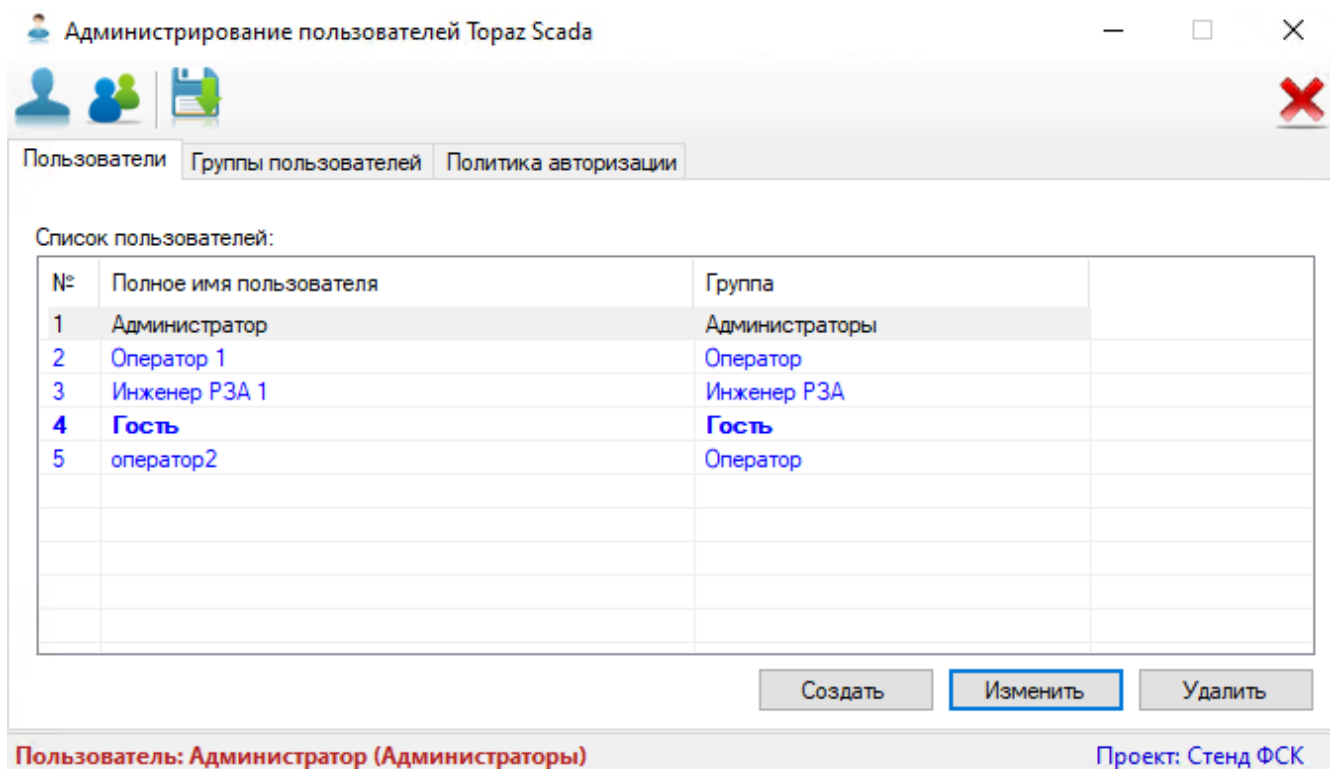 Администрирование пользователей Topaz Scada
Пользователи Группы пользователей Политика авторизации
Список пользователей:
№ Полное имя пользователя Группа
1 Администратор Администраторы
2 Оператор 1 Оператор
3 Инженер РЗА 1 Инженер РЗА
4 Гость Гость
5 оператор2 Оператор
Создать Изменить Удалить
Пользователь: Администратор (Администраторы) Проект: Стенд ФСК